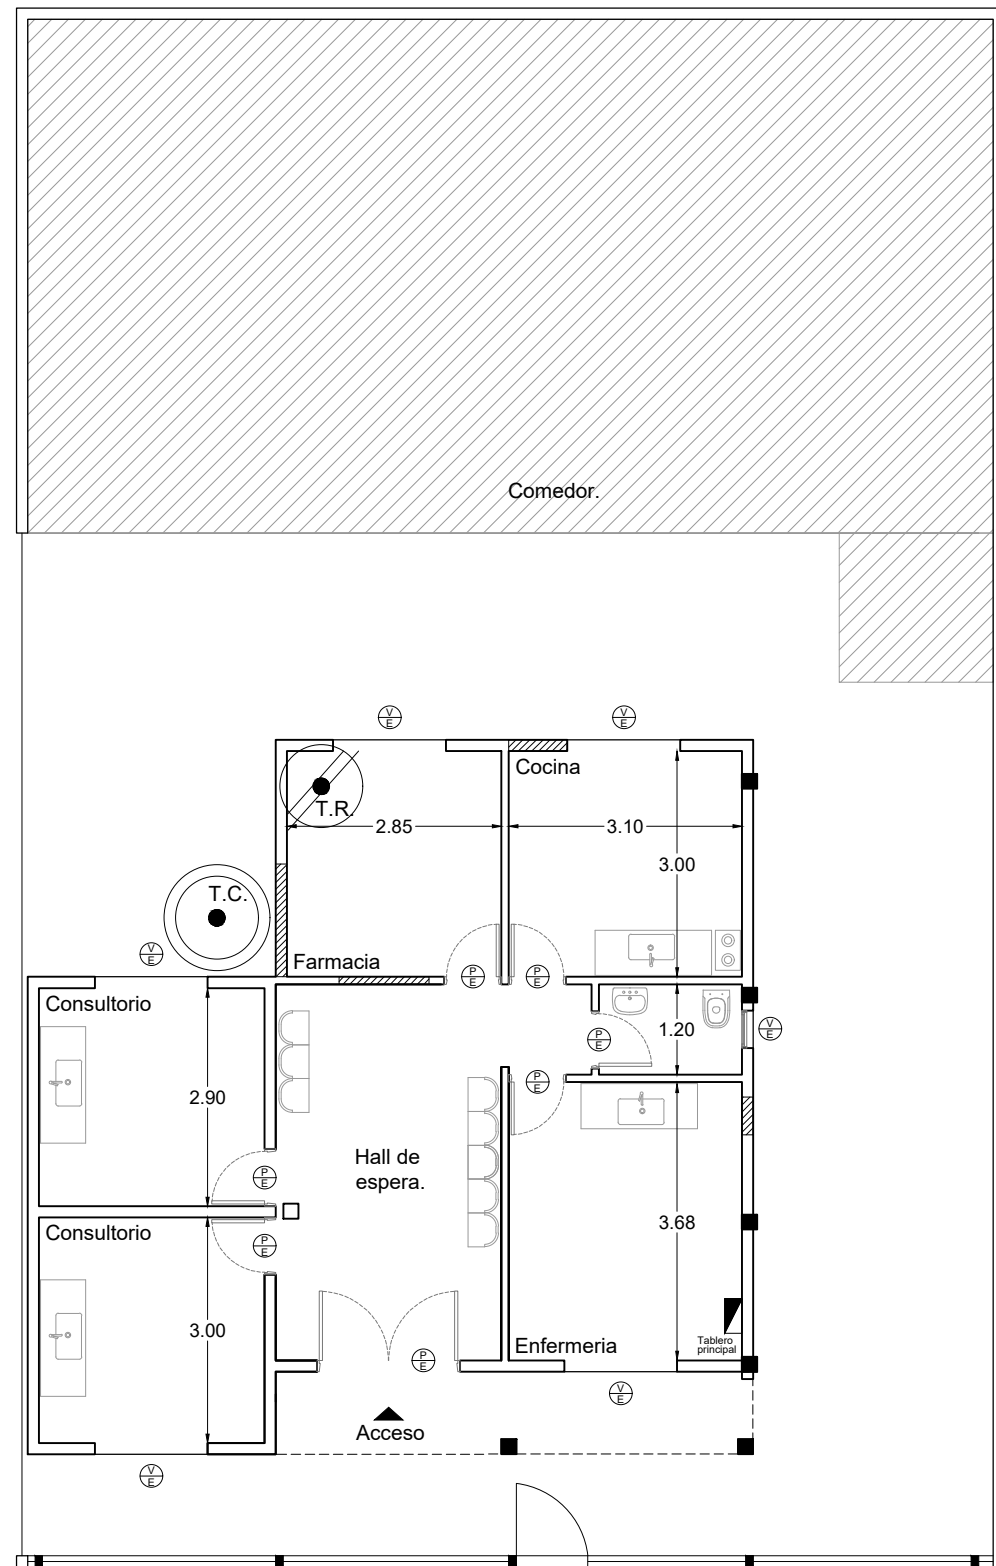 Comedor.
V
E
V
E
Cocina
T.R.
2.85
3.10
3.00
T.C.
V
E
Farmacia
P
E
P
E
Consultorio
1.20
V
E
P
E
P
E
2.90
Hall de
espera.
P
E
3.68
Consultorio
P
E
3.00
Tablero
principal
Enfermeria
P
E
V
E
Acceso
V
E